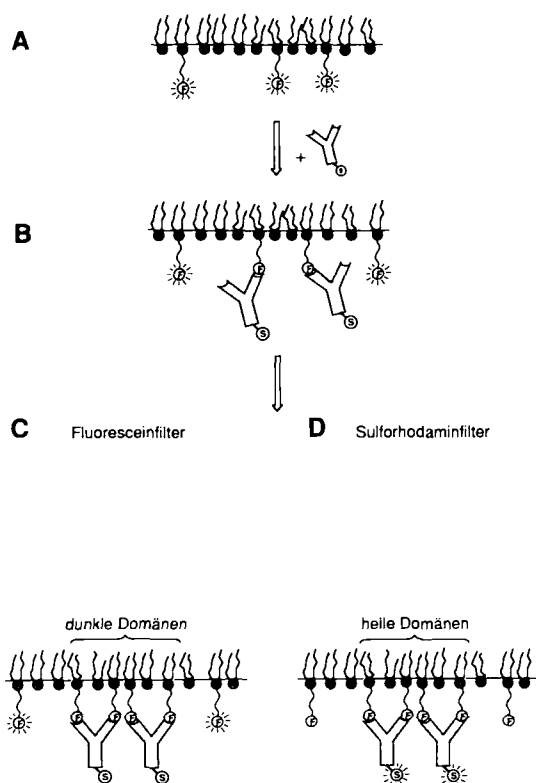 A
F F F
+ S
B
F F F F
S S
C Fluoresceinfilter D Sulforhodaminfilter
dunkle Domänen helle Domänen
F F F F F F F F F F F F
S S S S